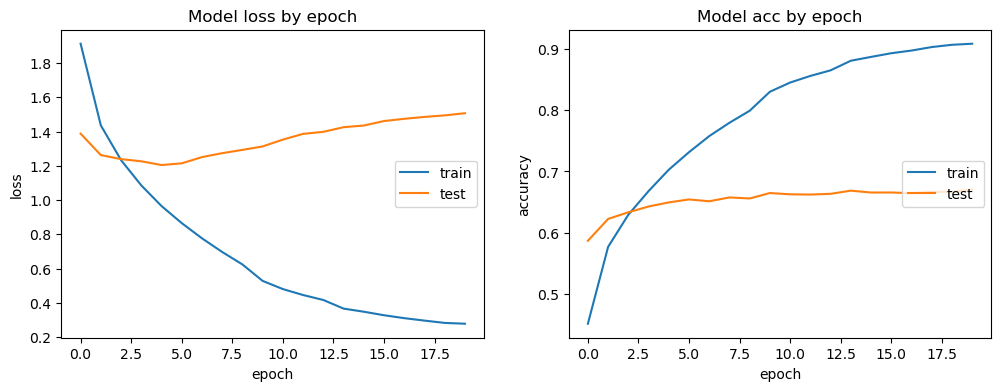 Model loss by epoch
loss
1.8
1.6
1.4
1.2
1.0
0.8
0.6
0.4
0.2
0.0 2.5 5.0 7.5 10.0 12.5 15.0 17.5
epoch
train
test
Model acc by epoch
accuracy
0.9
0.8
0.7
0.6
0.5
0.0 2.5 5.0 7.5 10.0 12.5 15.0 17.5
epoch
train
test